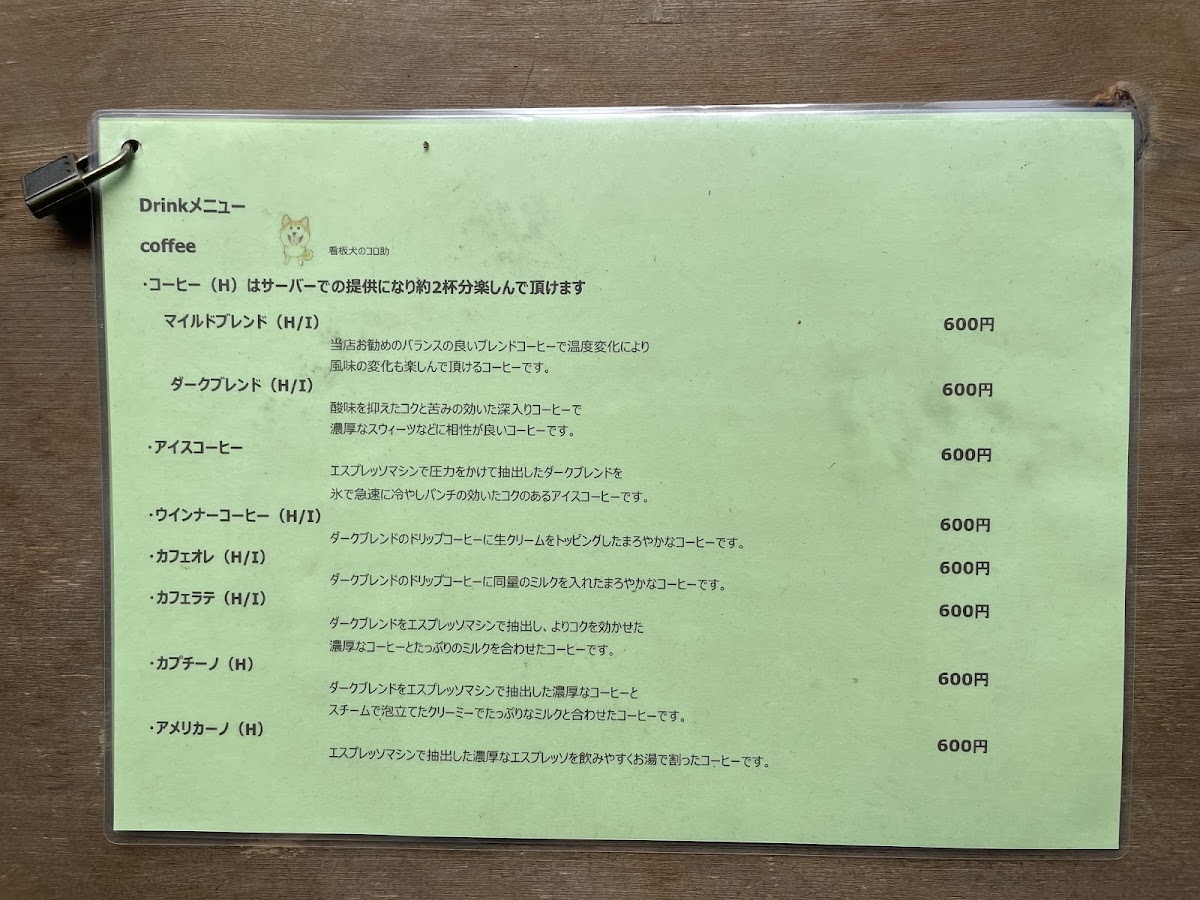 Drinkメニュー
coffee
看板犬のコロ助
・コーヒー（H）はサーバーでの提供になり約2杯分楽しんで頂けます
マイルドブレンド（H/I） 600円
当店お勧めのバランスの良いブレンドコーヒーで温度変化により
風味の変化も楽しんで頂けるコーヒーです。
ダークブレンド（H/I） 600円
酸味を抑えたコクと苦みの効いた深入りコーヒーで
濃厚なスウィーツなどに相性が良いコーヒーです。
・アイスコーヒー 600円
エスプレッソマシンで圧力をかけて抽出したダークブレンドを
氷で急速に冷やしパンチの効いたコクのあるアイスコーヒーです。
・ウインナーコーヒー（H/I） 600円
ダークブレンドのドリップコーヒーに生クリームをトッピングしたまろやかなコーヒーです。
・カフェオレ（H/I） 600円
ダークブレンドのドリップコーヒーに同量のミルクを入れたまろやかなコーヒーです。
・カフェラテ（H/I） 600円
ダークブレンドをエスプレッソマシンで抽出し、よりコクを効かせた
濃厚なコーヒーとたっぷりのミルクを合わせたコーヒーです。
・カプチーノ（H） 600円
ダークブレンドをエスプレッソマシンで抽出した濃厚なコーヒーと
スチームで泡立てたクリーミーでたっぷりなミルクと合わせたコーヒーです。
・アメリカーノ（H） 600円
エスプレッソマシンで抽出した濃厚なエスプレッソを飲みやすくお湯で割ったコーヒーです。